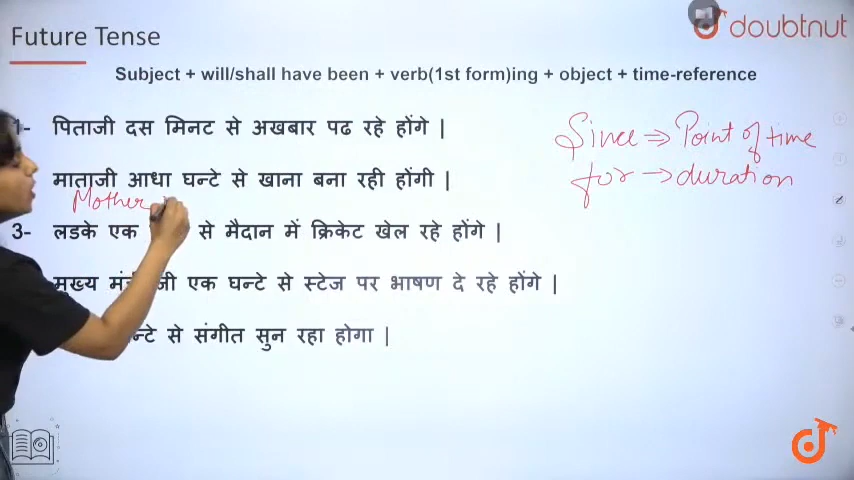 Future Tense
doubtnut
Subject + will/shall have been + verb(1st form)ing + object + time-reference
1- पिताजी दस मिनट से अखबार पढ रहे होंगे |
Since ⇒ Point of time
माताजी आधा घन्टे से खाना बना रही होंगी |
for → duration
Mother
3- लडके एक से मैदान में क्रिकेट खेल रहे होंगे |
मुख्य जी एक घन्टे से स्टेज पर भाषण दे रहे होंगे |
से संगीत सुन रहा होगा |